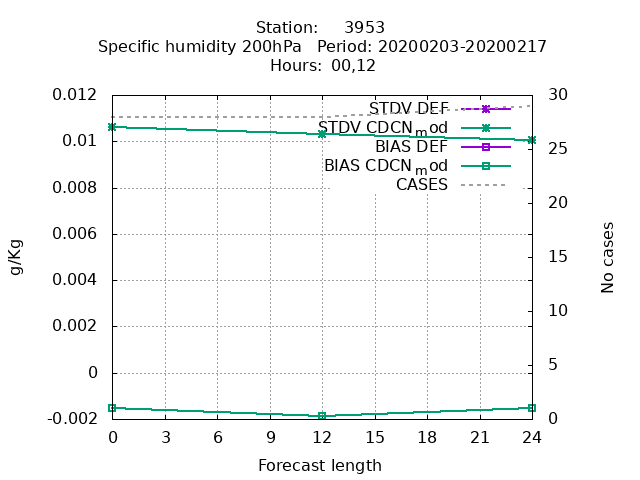 Station: 3953
Specific humidity 200hPa Period: 20200203-20200217
Hours: 00,12
0.012
0.01
0.008
0.006
0.004
0.002
0
-0.002
g/Kg
STDV DEF
STDV CDCNmod
BIAS DEF
BIAS CDCNmod
CASES
30
25
20
15
10
5
0
No cases
0 3 6 9 12 15 18 21 24
Forecast length